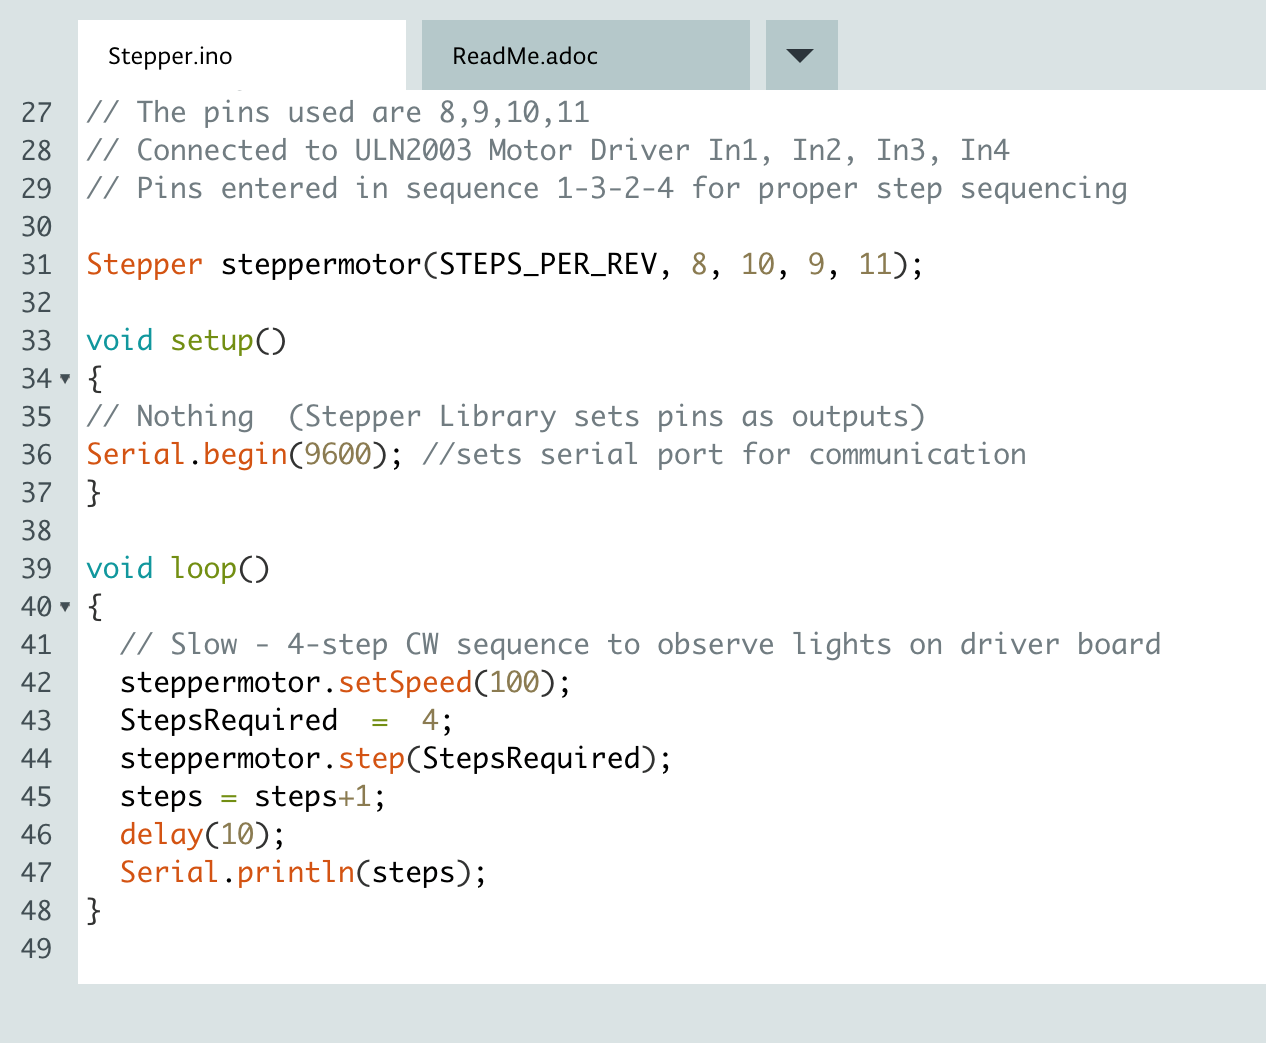 Stepper.ino ReadMe.adoc
27 // The pins used are 8,9,10,11
28 // Connected to ULN2003 Motor Driver In1, In2, In3, In4
29 // Pins entered in sequence 1-3-2-4 for proper step sequencing
30
31 Stepper steppermotor(STEPS_PER_REV, 8, 10, 9, 11);
32
33 void setup()
34 {
35 // Nothing  (Stepper Library sets pins as outputs)
36 Serial.begin(9600); //sets serial port for communication
37 }
38
39 void loop()
40 {
41   // Slow - 4-step CW sequence to observe lights on driver board
42   steppermotor.setSpeed(100);
43   StepsRequired  =  4;
44   steppermotor.step(StepsRequired);
45   steps = steps+1;
46   delay(10);
47   Serial.println(steps);
48 }
49